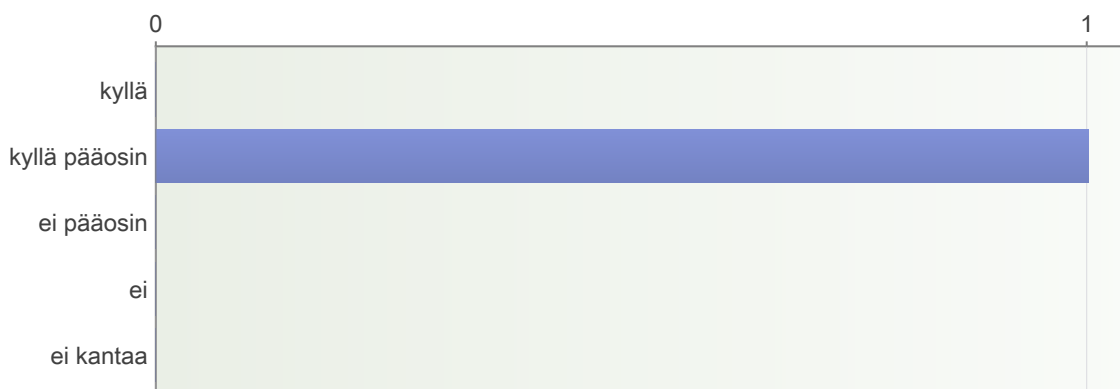 0 1
kyllä
kyllä pääosin
ei pääosin
ei
ei kantaa